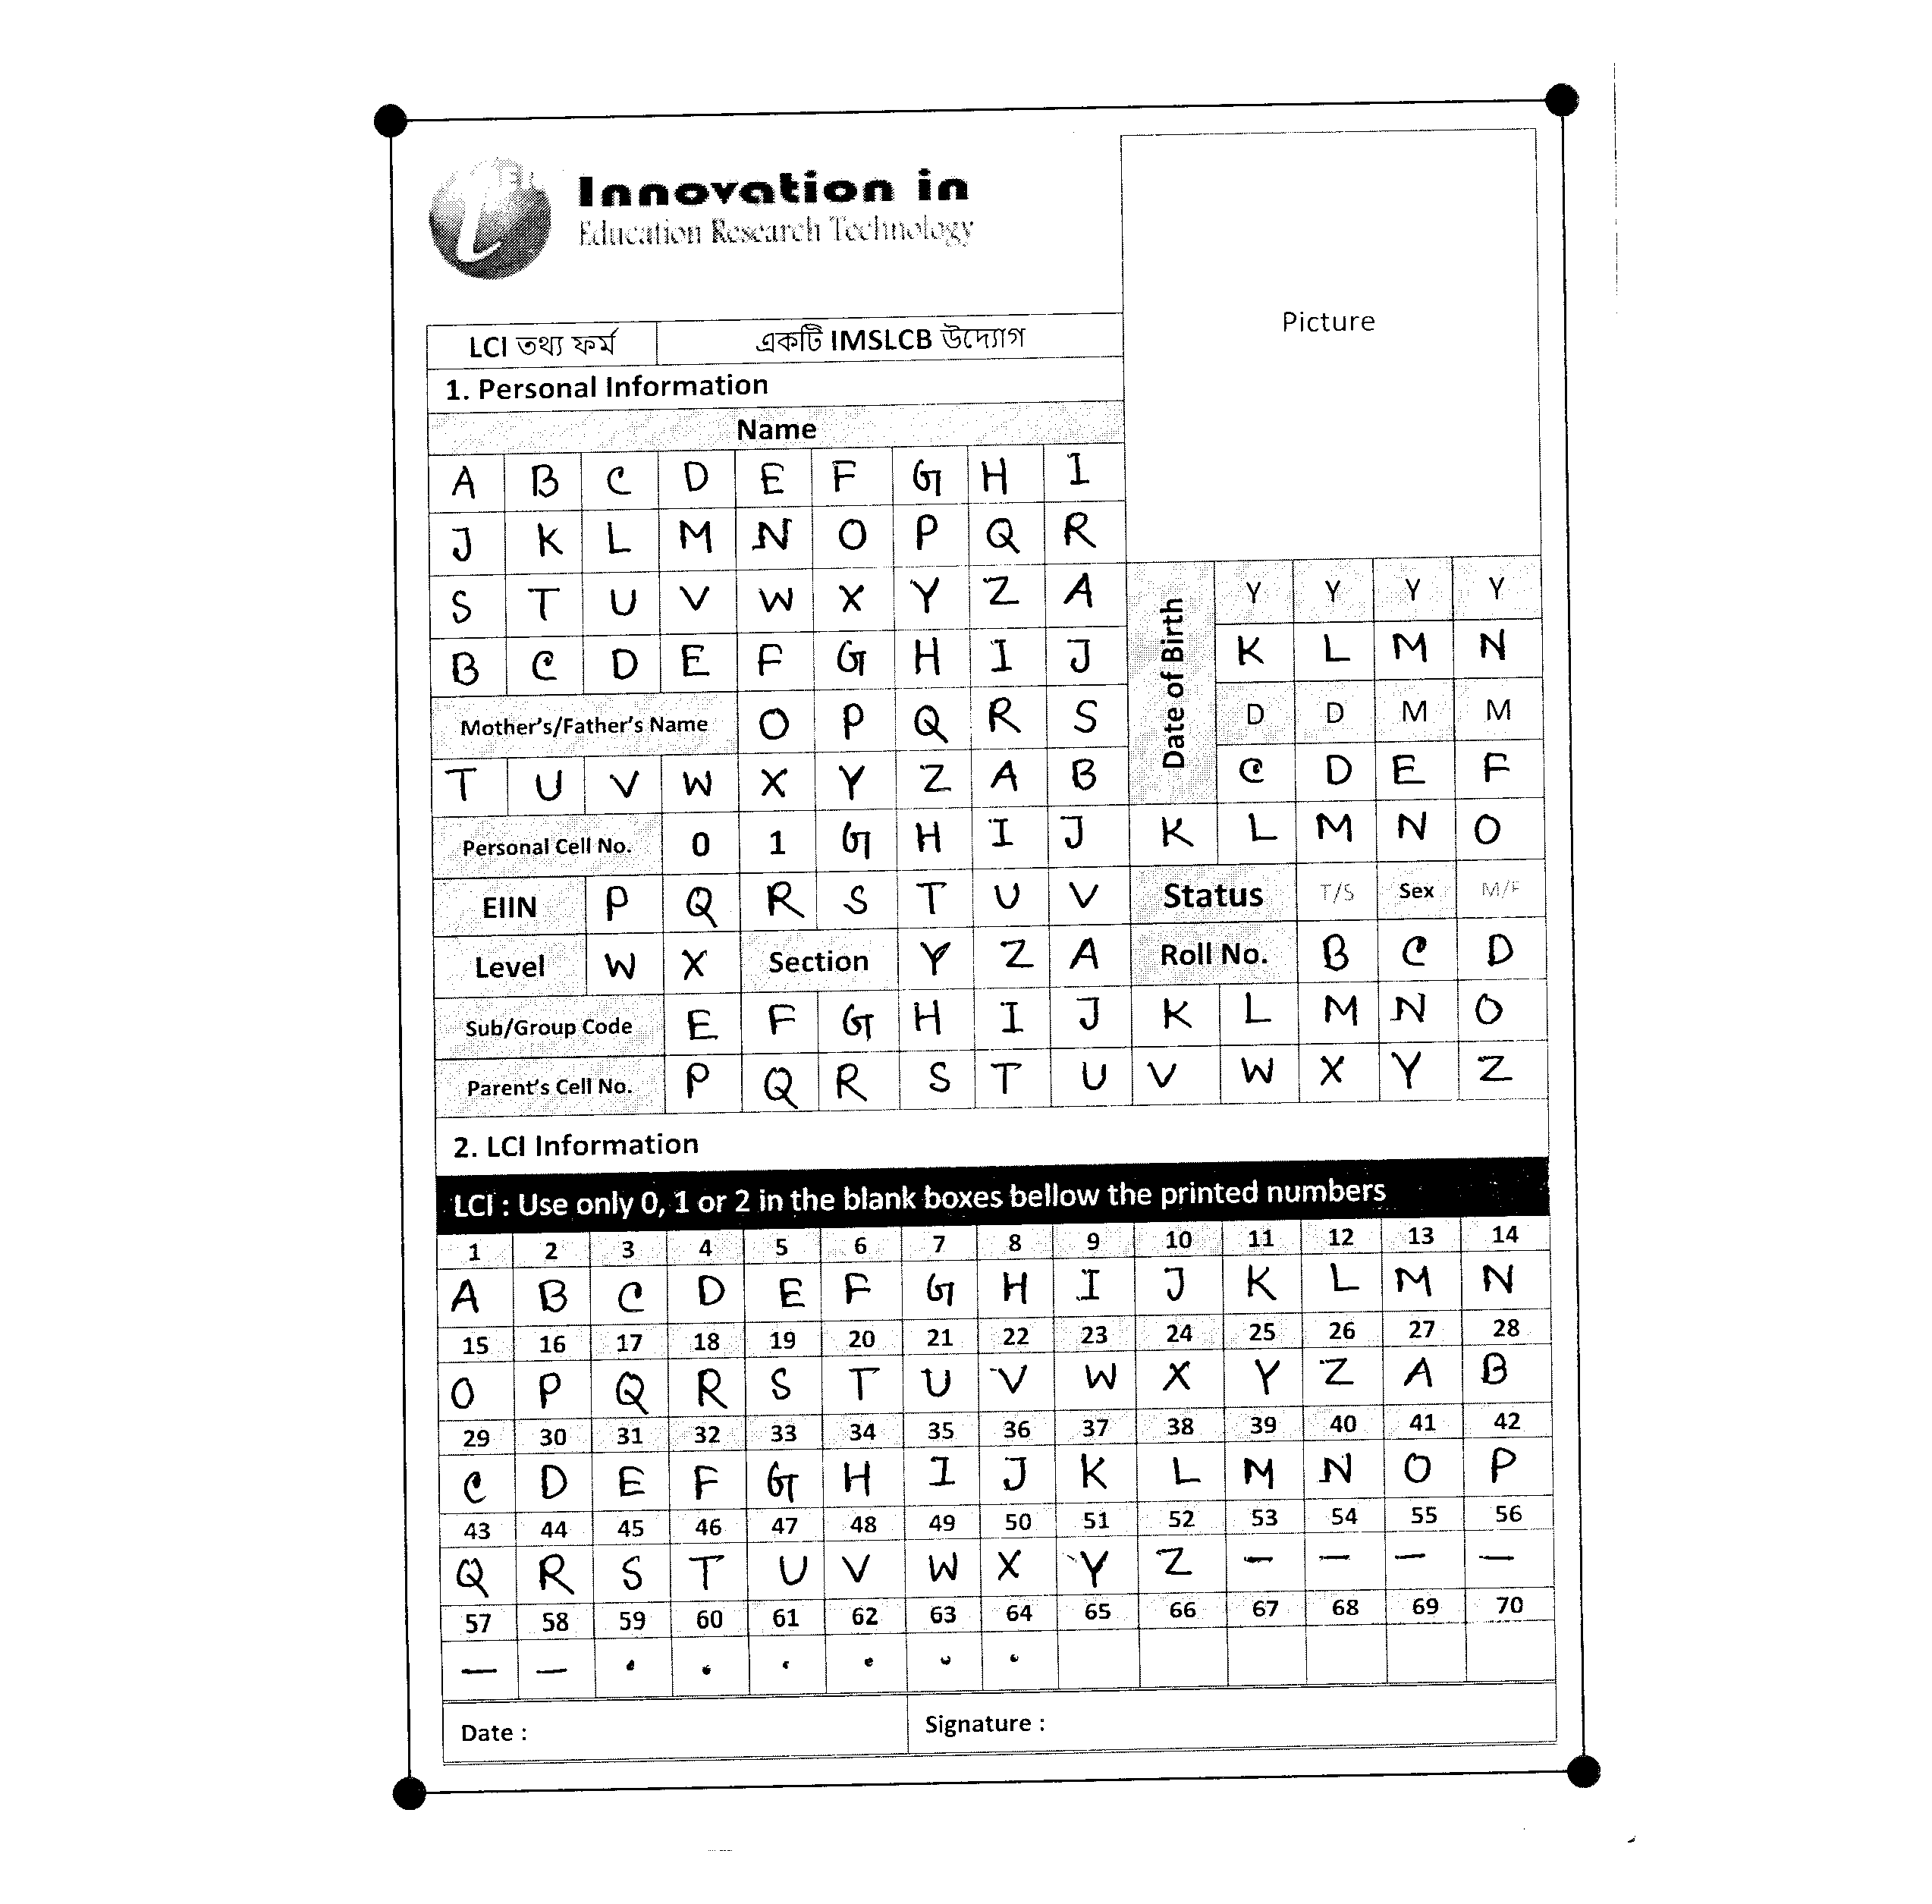 Innovation in
Education Research Technology
Picture
LCI তথ্য ফর্ম একটি IMSLCB উদ্যোগ
1. Personal Information
Name
A B C D E F G H I
J K L M N O P Q R
S T U V W X Y Z A
B C D E F G H I J
Date of Birth
Y Y Y Y
K L M N
D D M M
C D E F
Mother's/Father's Name O P Q R S
T U V W X Y Z A B
Personal Cell No. 0 1 G H I J K L M N O
EIIN P Q R S T U V Status T/S Sex M/F
Level W X Section Y Z A Roll No. B C D
Sub/Group Code E F G H I J K L M N O
Parent's Cell No. P Q R S T U V W X Y Z
2. LCI Information
LCI : Use only 0, 1 or 2 in the blank boxes bellow the printed numbers
1 2 3 4 5 6 7 8 9 10 11 12 13 14
A B C D E F G H I J K L M N
15 16 17 18 19 20 21 22 23 24 25 26 27 28
O P Q R S T U V W X Y Z A B
29 30 31 32 33 34 35 36 37 38 39 40 41 42
C D E F G H I J K L M N O P
43 44 45 46 47 48 49 50 51 52 53 54 55 56
Q R S T U V W X Y Z — — — —
57 58 59 60 61 62 63 64 65 66 67 68 69 70
— — . . . . . .
Date : Signature :